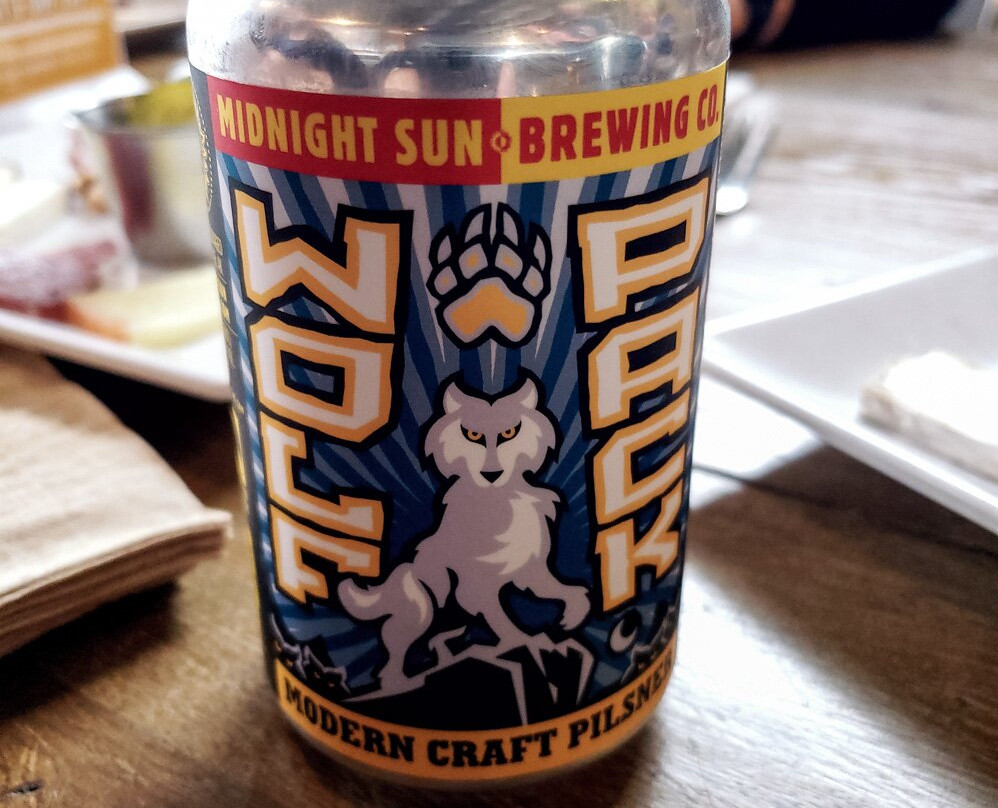 MIDNIGHT SUN BREWING CO.
WOLF
PACK
MODERN CRAFT PILSNER